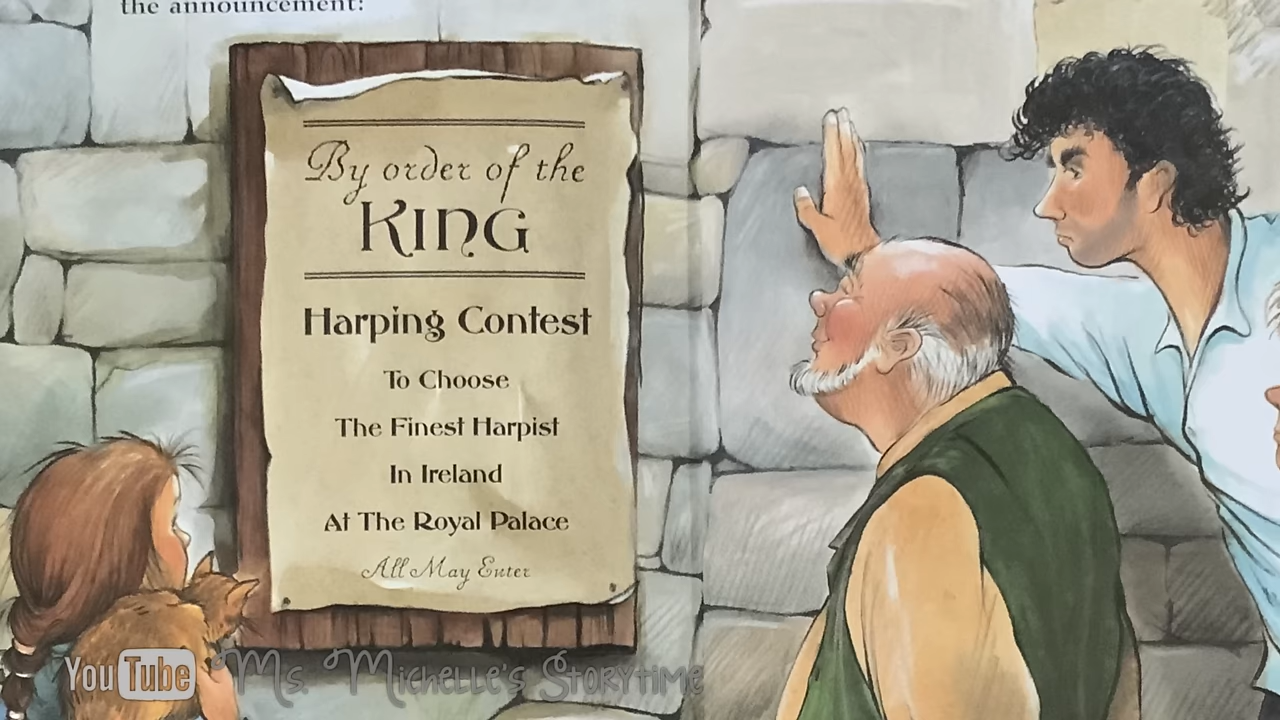 the announcement:
By order of the
KING
Harping Contest
To Choose
The Finest Harpist
In Ireland
At The Royal Palace
All May Enter
YouTube Ms. Michelle's Storytime